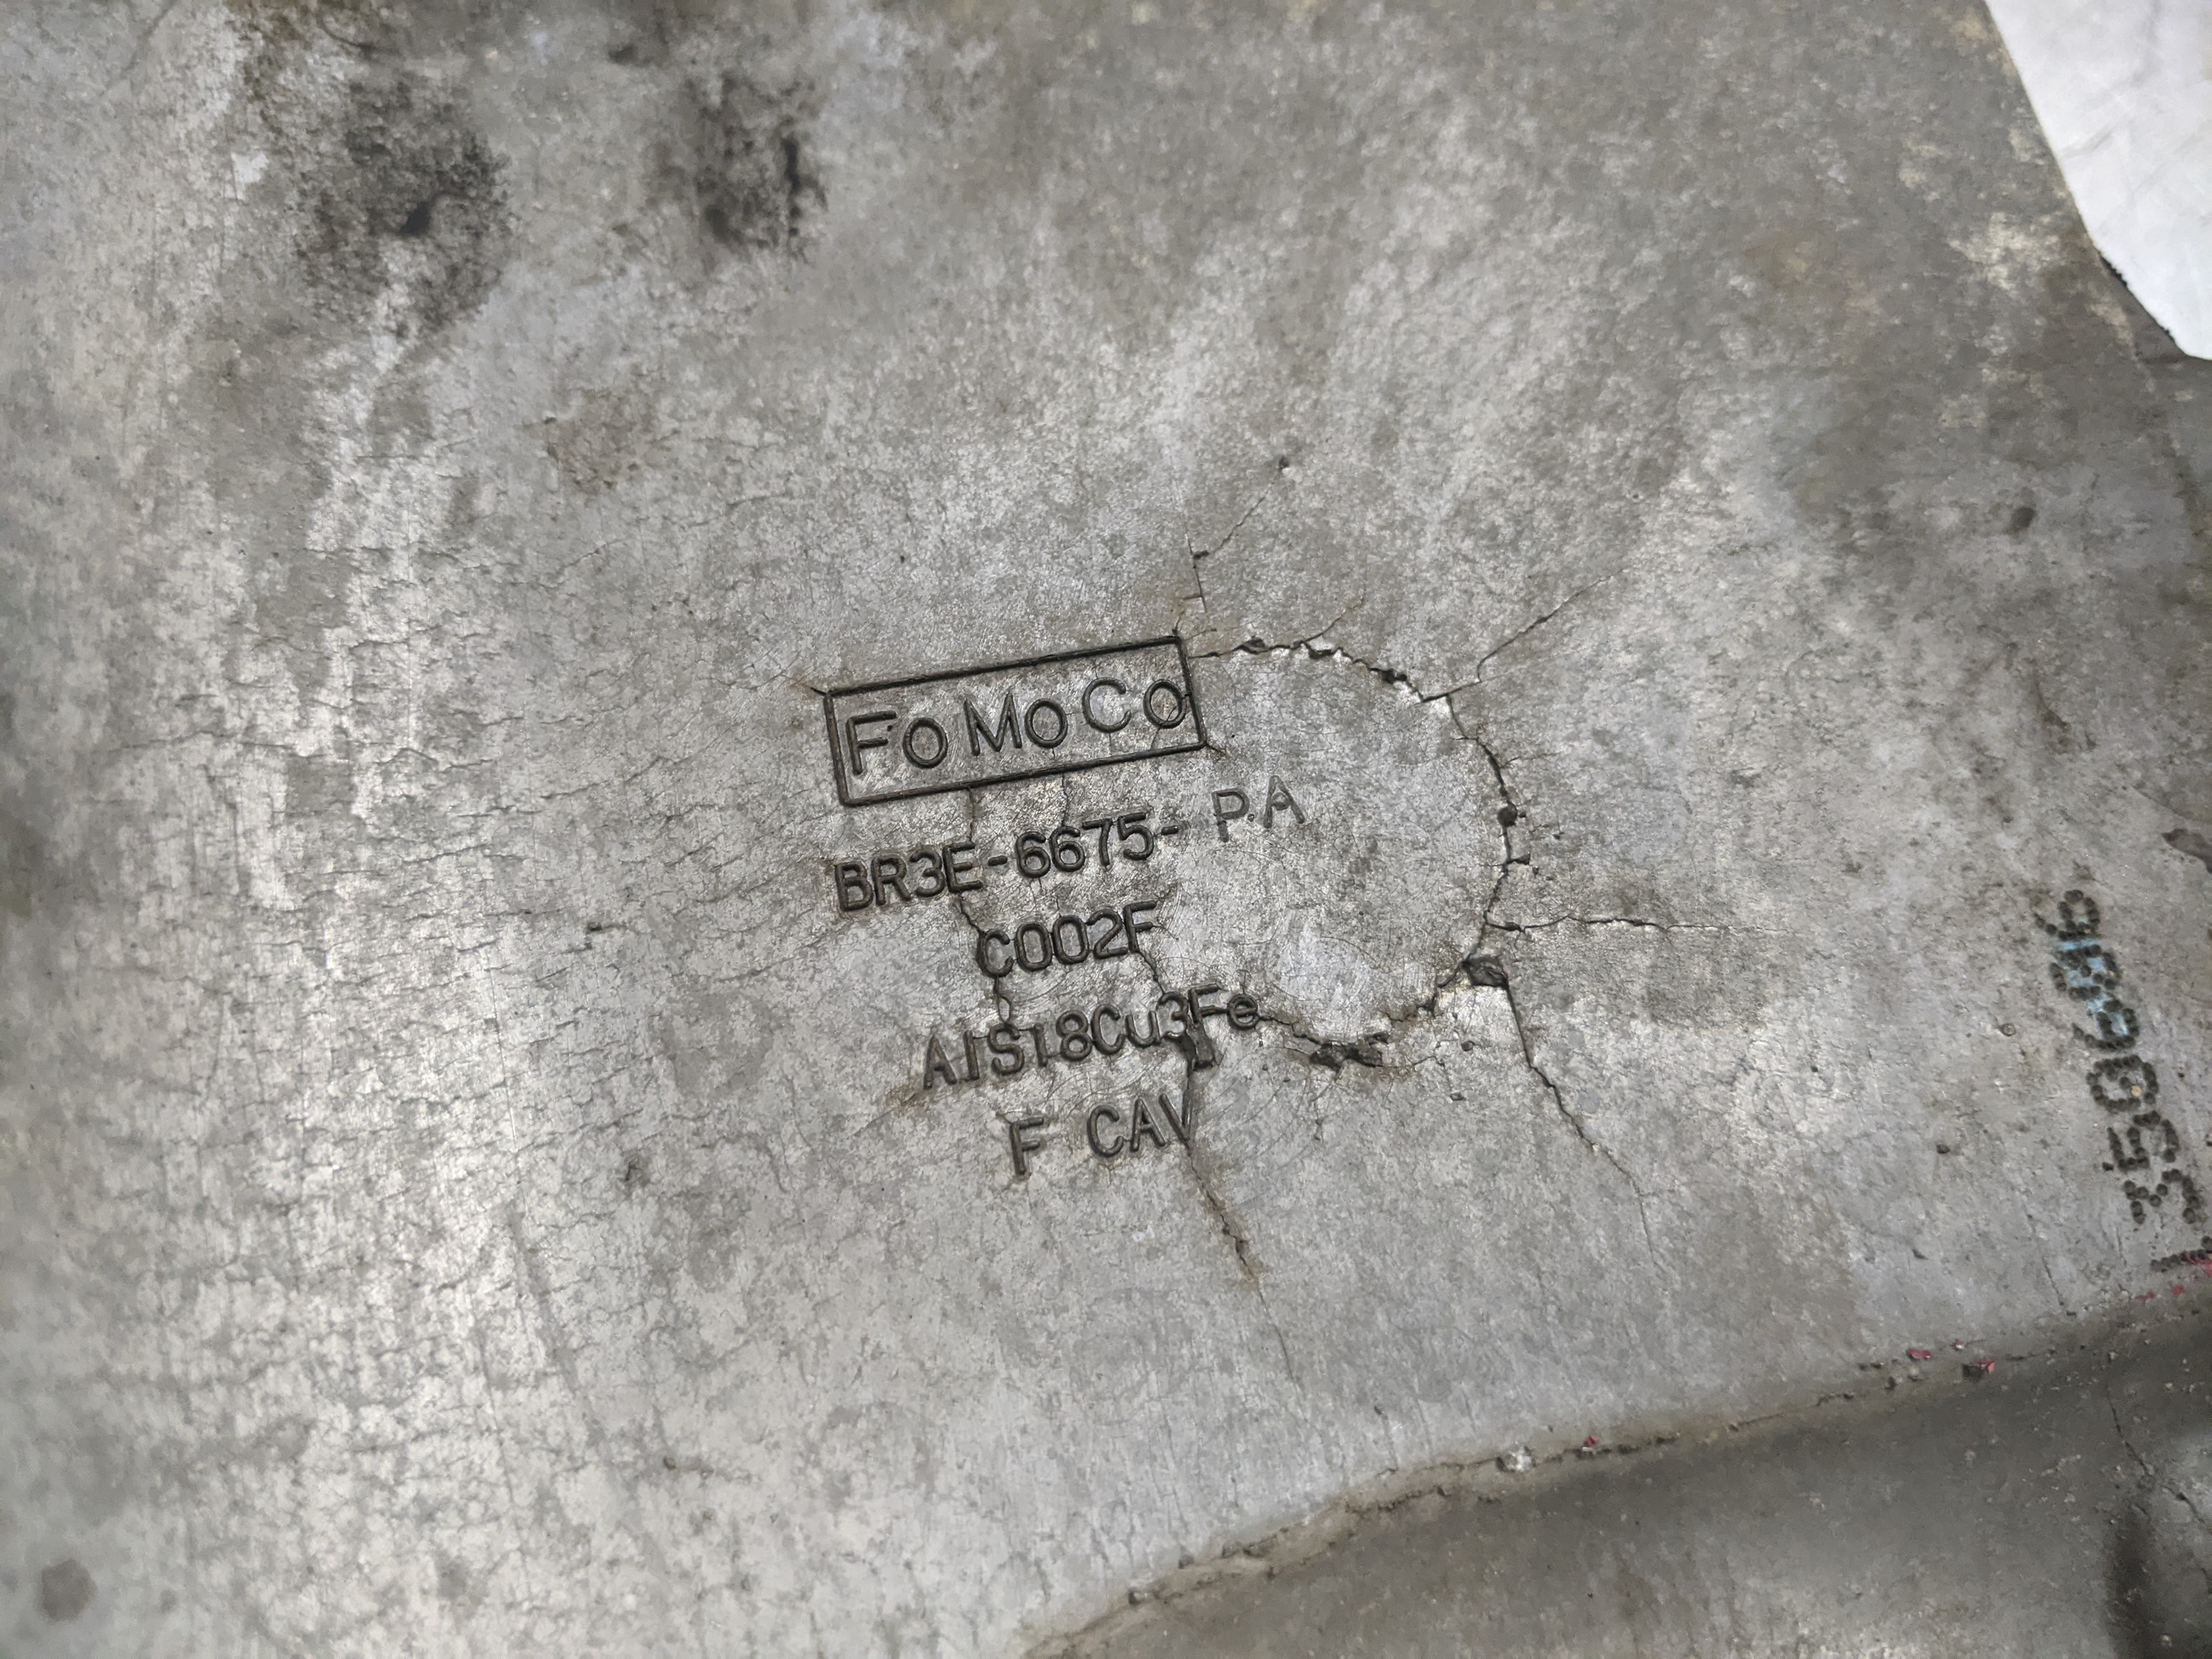 FoMoCo
BR3E-6675-PA
C002F
AlSi8Cu3Fe
F CAV